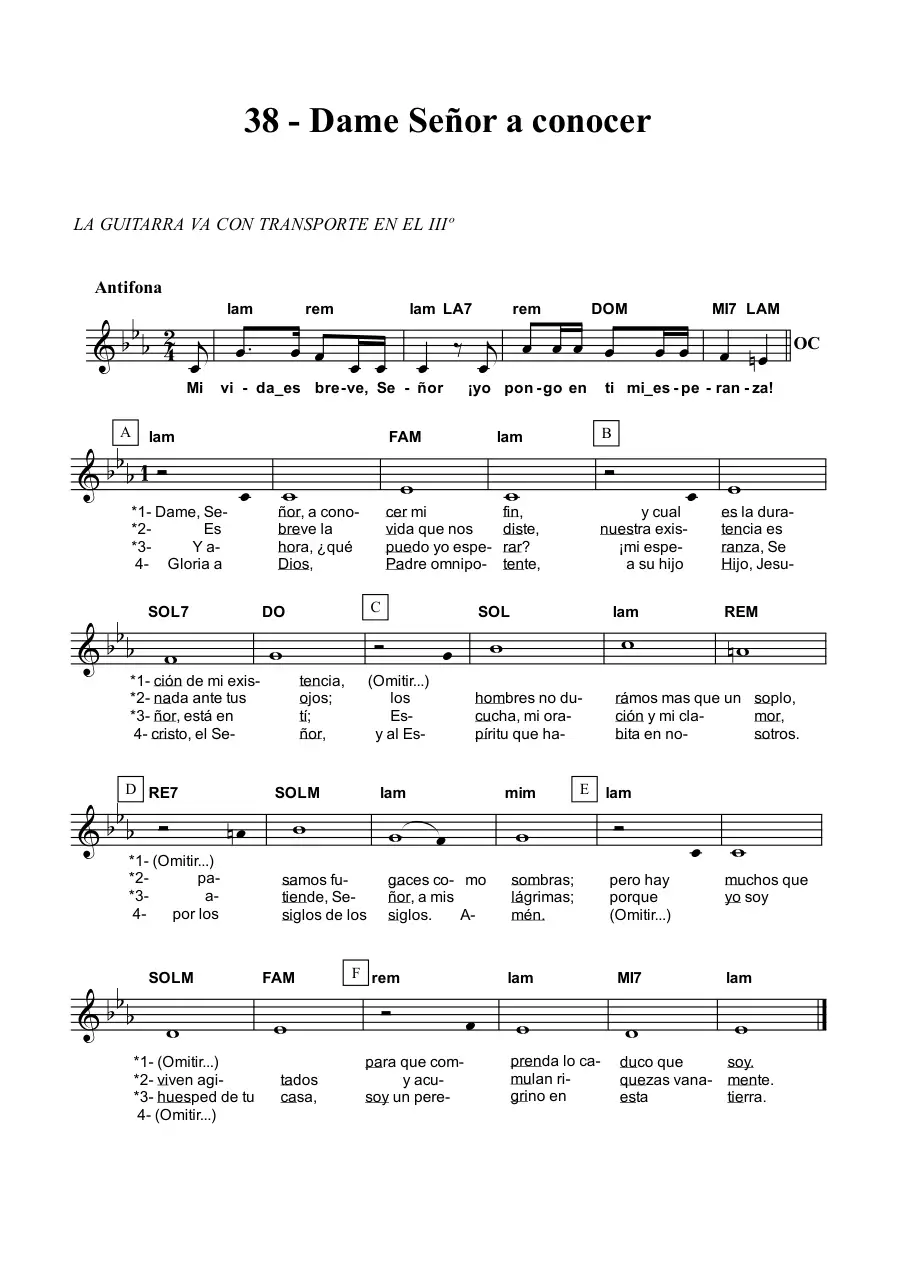 38 - Dame Señor a conocer
LA GUITARRA VA CON TRANSPORTE EN EL IIIº
Antifona
lam rem lam LA7 rem DOM MI7 LAM
2 4
OC
Mi vi - da_es bre-ve, Se - ñor ¡yo pon-go en ti mi_es-pe-ran-za!
A lam FAM lam B
1
*1- Dame, Se- ñor, a cono- cer mi fin, y cual es la dura-
*2- Es breve la vida que nos diste, nuestra exis- tencia es
*3- Y a- hora, ¿qué puedo yo espe- rar? ¡mi espe- ranza, Se
4- Gloria a Dios, Padre omnipo- tente, a su hijo Hijo, Jesu-
SOL7 DO C SOL lam REM
*1- ción de mi exis- tencia, (Omitir...)
*2- nada ante tus ojos; los hombres no du- rámos mas que un soplo,
*3- ñor, está en tí; Es- cucha, mi ora- ción y mi cla- mor,
4- cristo, el Se- ñor, y al Es- píritu que ha- bita en no- sotros.
D RE7 SOLM lam mim E lam
*1- (Omitir...)
*2- pa- samos fu- gaces co- mo sombras; pero hay muchos que
*3- a- tiende, Se- ñor, a mis lágrimas; porque yo soy
4- por los siglos de los siglos. A- mén. (Omitir...)
SOLM FAM F rem lam MI7 lam
*1- (Omitir...) para que com- prenda lo ca- duco que soy.
*2- viven agi- tados y acu- mulan ri- quezas vana- mente.
*3- huesped de tu casa, soy un pere- grino en esta tierra.
4- (Omitir...)